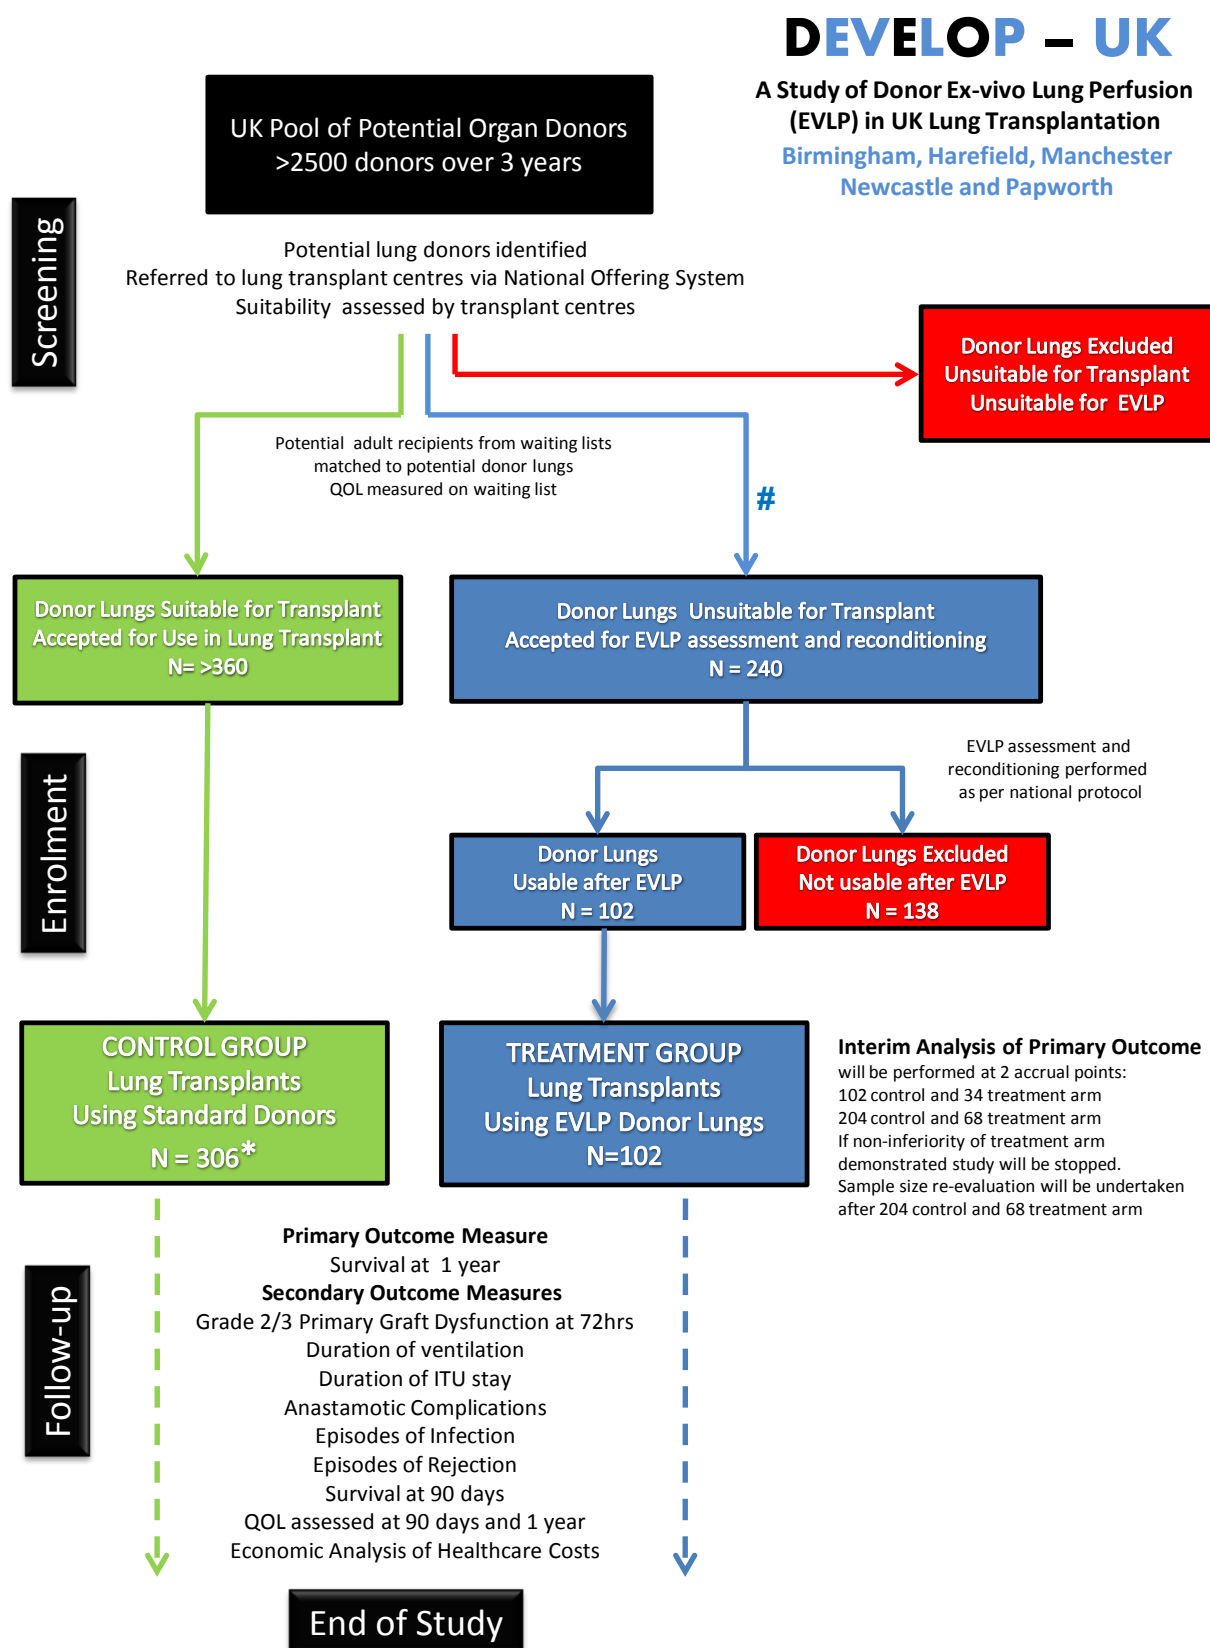 DEVELOP – UK
A Study of Donor Ex-vivo Lung Perfusion
(EVLP) in UK Lung Transplantation
Birmingham, Harefield, Manchester
Newcastle and Papworth
UK Pool of Potential Organ Donors
>2500 donors over 3 years
Screening
Potential lung donors identified
Referred to lung transplant centres via National Offering System
Suitability assessed by transplant centres
Donor Lungs Excluded
Unsuitable for Transplant
Unsuitable for EVLP
Potential adult recipients from waiting lists
matched to potential donor lungs
QOL measured on waiting list
#
Donor Lungs Suitable for Transplant
Accepted for Use in Lung Transplant
N= >360
Donor Lungs Unsuitable for Transplant
Accepted for EVLP assessment and reconditioning
N = 240
Enrolment
EVLP assessment and
reconditioning performed
as per national protocol
Donor Lungs
Usable after EVLP
N = 102
Donor Lungs Excluded
Not usable after EVLP
N = 138
CONTROL GROUP
Lung Transplants
Using Standard Donors
N = 306*
TREATMENT GROUP
Lung Transplants
Using EVLP Donor Lungs
N=102
Interim Analysis of Primary Outcome
will be performed at 2 accrual points:
102 control and 34 treatment arm
204 control and 68 treatment arm
If non-inferiority of treatment arm
demonstrated study will be stopped.
Sample size re-evaluation will be undertaken
after 204 control and 68 treatment arm
Follow-up
Primary Outcome Measure
Survival at 1 year
Secondary Outcome Measures
Grade 2/3 Primary Graft Dysfunction at 72hrs
Duration of ventilation
Duration of ITU stay
Anastamotic Complications
Episodes of Infection
Episodes of Rejection
Survival at 90 days
QOL assessed at 90 days and 1 year
Economic Analysis of Healthcare Costs
End of Study